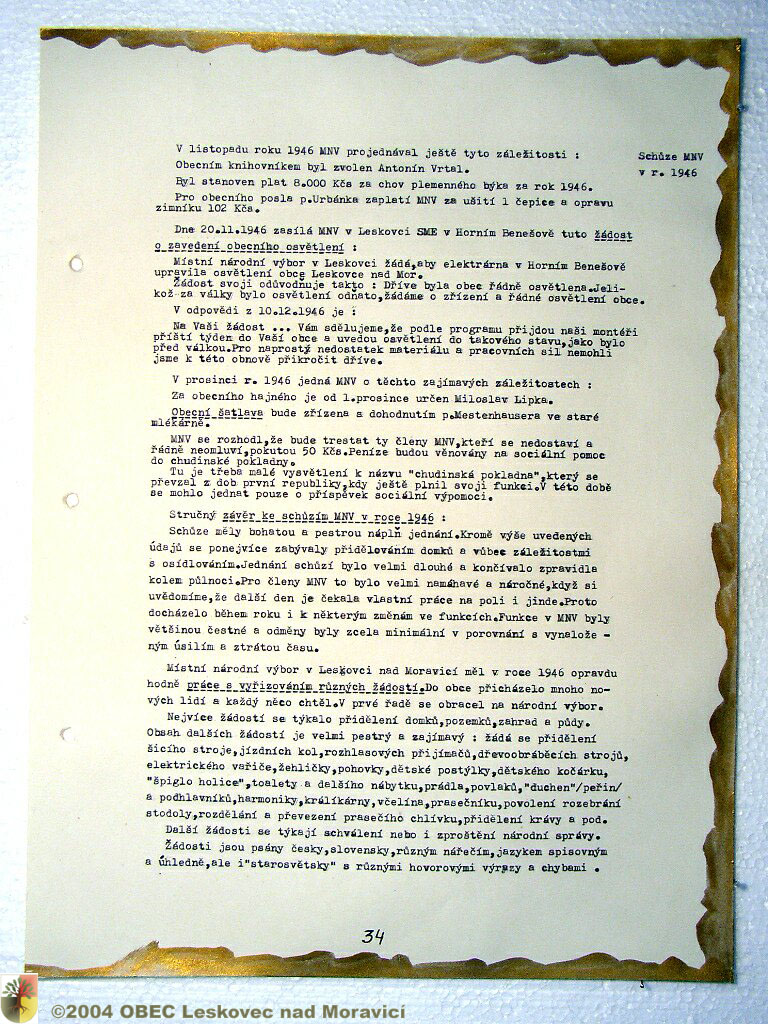 V listopadu roku 1946 MNV projednával ještě tyto záležitosti :
Schůze MNV
v r. 1946
Obecním knihovníkem byl zvolen Antonín Vrtal.
Byl stanoven plat 8.000 Kčs za chov plemenného býka za rok 1946.
Pro obecního posla p.Urbánka zaplatí MNV za ušití 1 čepice a opravu
zimníku 102 Kčs.
Dne 20.11.1946 zasílá MNV v Leskovci SME v Horním Benešově tuto žádost
o zavedení obecního osvětlení :
Místní národní výbor v Leskovci žádá,aby elektrárna v Horním Benešově
upravila osvětlení obce Leskovce nad Mor.
Žádost svoji odůvodňuje takto : Dříve byla obec řádně osvětlena.Jeli-
kož za války bylo osvětlení odňato,žádáme o zřízení a řádné osvětlení obce.
V odpovědi z 10.12.1946 je :
Na Vaši žádost ... Vám sdělujeme,že podle programu přijdou naši montéři
příští týden do Vaší obce a uvedou osvětlení do takového stavu,jako bylo
před válkou.Pro naprostý nedostatek materiálu a pracovních sil nemohli
jsme k této obnově přikročit dříve.
V prosinci r. 1946 jedná MNV o těchto zajímavých záležitostech :
Za obecního hajného je od 1.prosince určen Miloslav Lipka.
Obecní šatlava bude zřízena a dohodnutím p.Mestenhausera ve staré
mlékárně.
MNV se rozhodl,že bude trestat ty členy MNV,kteří se nedostaví a
řádně neomluví,pokutou 50 Kčs.Peníze budou věnovány na sociální pomoc
do chudinské pokladny.
Tu je třeba malé vysvětlení k názvu "chudinská pokladna",který se
převzal z dob první republiky,kdy ještě plnil svoji funkci.V této době
se mohlo jednat pouze o příspěvek sociální výpomoci.
Stručný závěr ke schůzím MNV v roce 1946 :
Schůze měly bohatou a pestrou náplň jednání.Kromě výše uvedených
údajů se ponejvíce zabývaly přidělováním domků a vůbec záležitostmi
s osídlováním.Jednání schůzí bylo velmi dlouhé a končívalo zpravidla
kolem půlnoci.Pro členy MNV to bylo velmi namáhavé a náročné,když si
uvědomíme,že další den je čekala vlastní práce na poli i jinde.Proto
docházelo během roku i k některým změnám ve funkcích.Funkce v MNV byly
většinou čestné a odměny byly zcela minimální v porovnání s vynalože -
ným úsilím a ztrátou času.
Místní národní výbor v Leskovci nad Moravicí měl v roce 1946 opravdu
hodně práce s vyřizováním různých žádostí.Do obce přicházelo mnoho no-
vých lidí a každý něco chtěl.V prvé řadě se obracel na národní výbor.
Nejvíce žádostí se týkalo přidělení domků,pozemků,zahrad a půdy.
Obsah dalších žádostí je velmi pestrý a zajímavý : žádá se přidělení
šicího stroje,jízdních kol,rozhlasových přijímačů,dřevoobráběcích strojů,
elektrického vařiče,žehličky,pohovky,dětské postýlky,dětského kočárku,
"špiglo holice",toalety a dalšího nábytku,prádla,povlaků,"duchen"/peřin/
a podhlavníků,harmoniky,králíkárny,včelína,prasečníku,povolení rozebrání
stodoly,rozdělání a převezení prasečího chlívku,přidělení krávy a pod.
Další žádosti se týkají schválení nebo i zproštění národní správy.
Žádosti jsou psány česky,slovensky,různým nářečím,jazykem spisovným
a úhledně,ale i"starosvětsky" s různými hovorovými výrazy a chybami .
34
©2004 OBEC Leskovec nad Moravicí